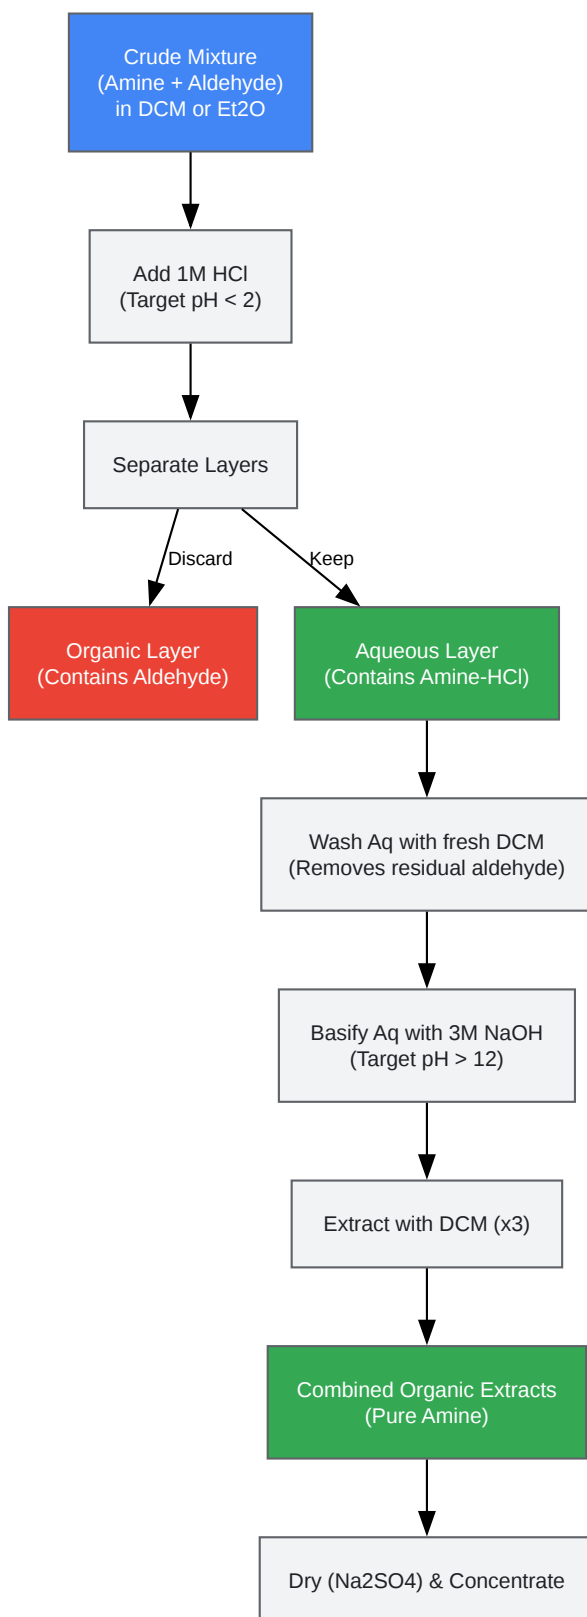 Crude Mixture
(Amine + Aldehyde)
in DCM or Et2O
Add 1M HCl
(Target pH < 2)
Separate Layers
Discard
Keep
Organic Layer
(Contains Aldehyde)
Aqueous Layer
(Contains Amine-HCl)
Wash Aq with fresh DCM
(Removes residual aldehyde)
Basify Aq with 3M NaOH
(Target pH > 12)
Extract with DCM (x3)
Combined Organic Extracts
(Pure Amine)
Dry (Na2SO4) & Concentrate